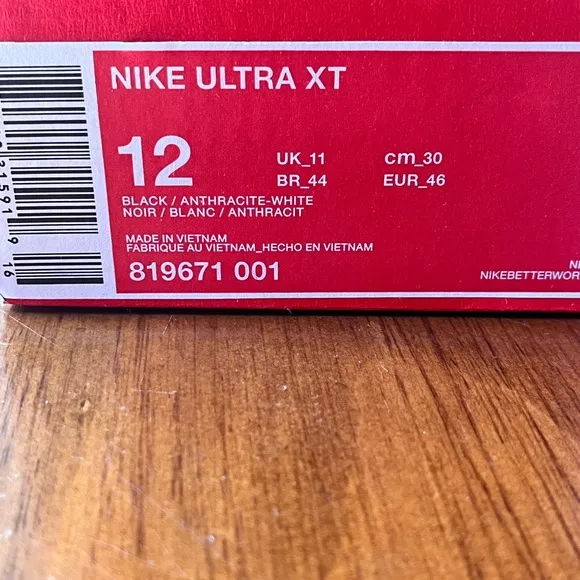 NIKE ULTRA XT
12
UK_11 cm_30
BR_44 EUR_46
BLACK / ANTHRACITE-WHITE
NOIR / BLANC / ANTHRACIT
MADE IN VIETNAM
FABRIQUE AU VIETNAM_HECHO EN VIETNAM
819671 001
NIKEBETTERWOR